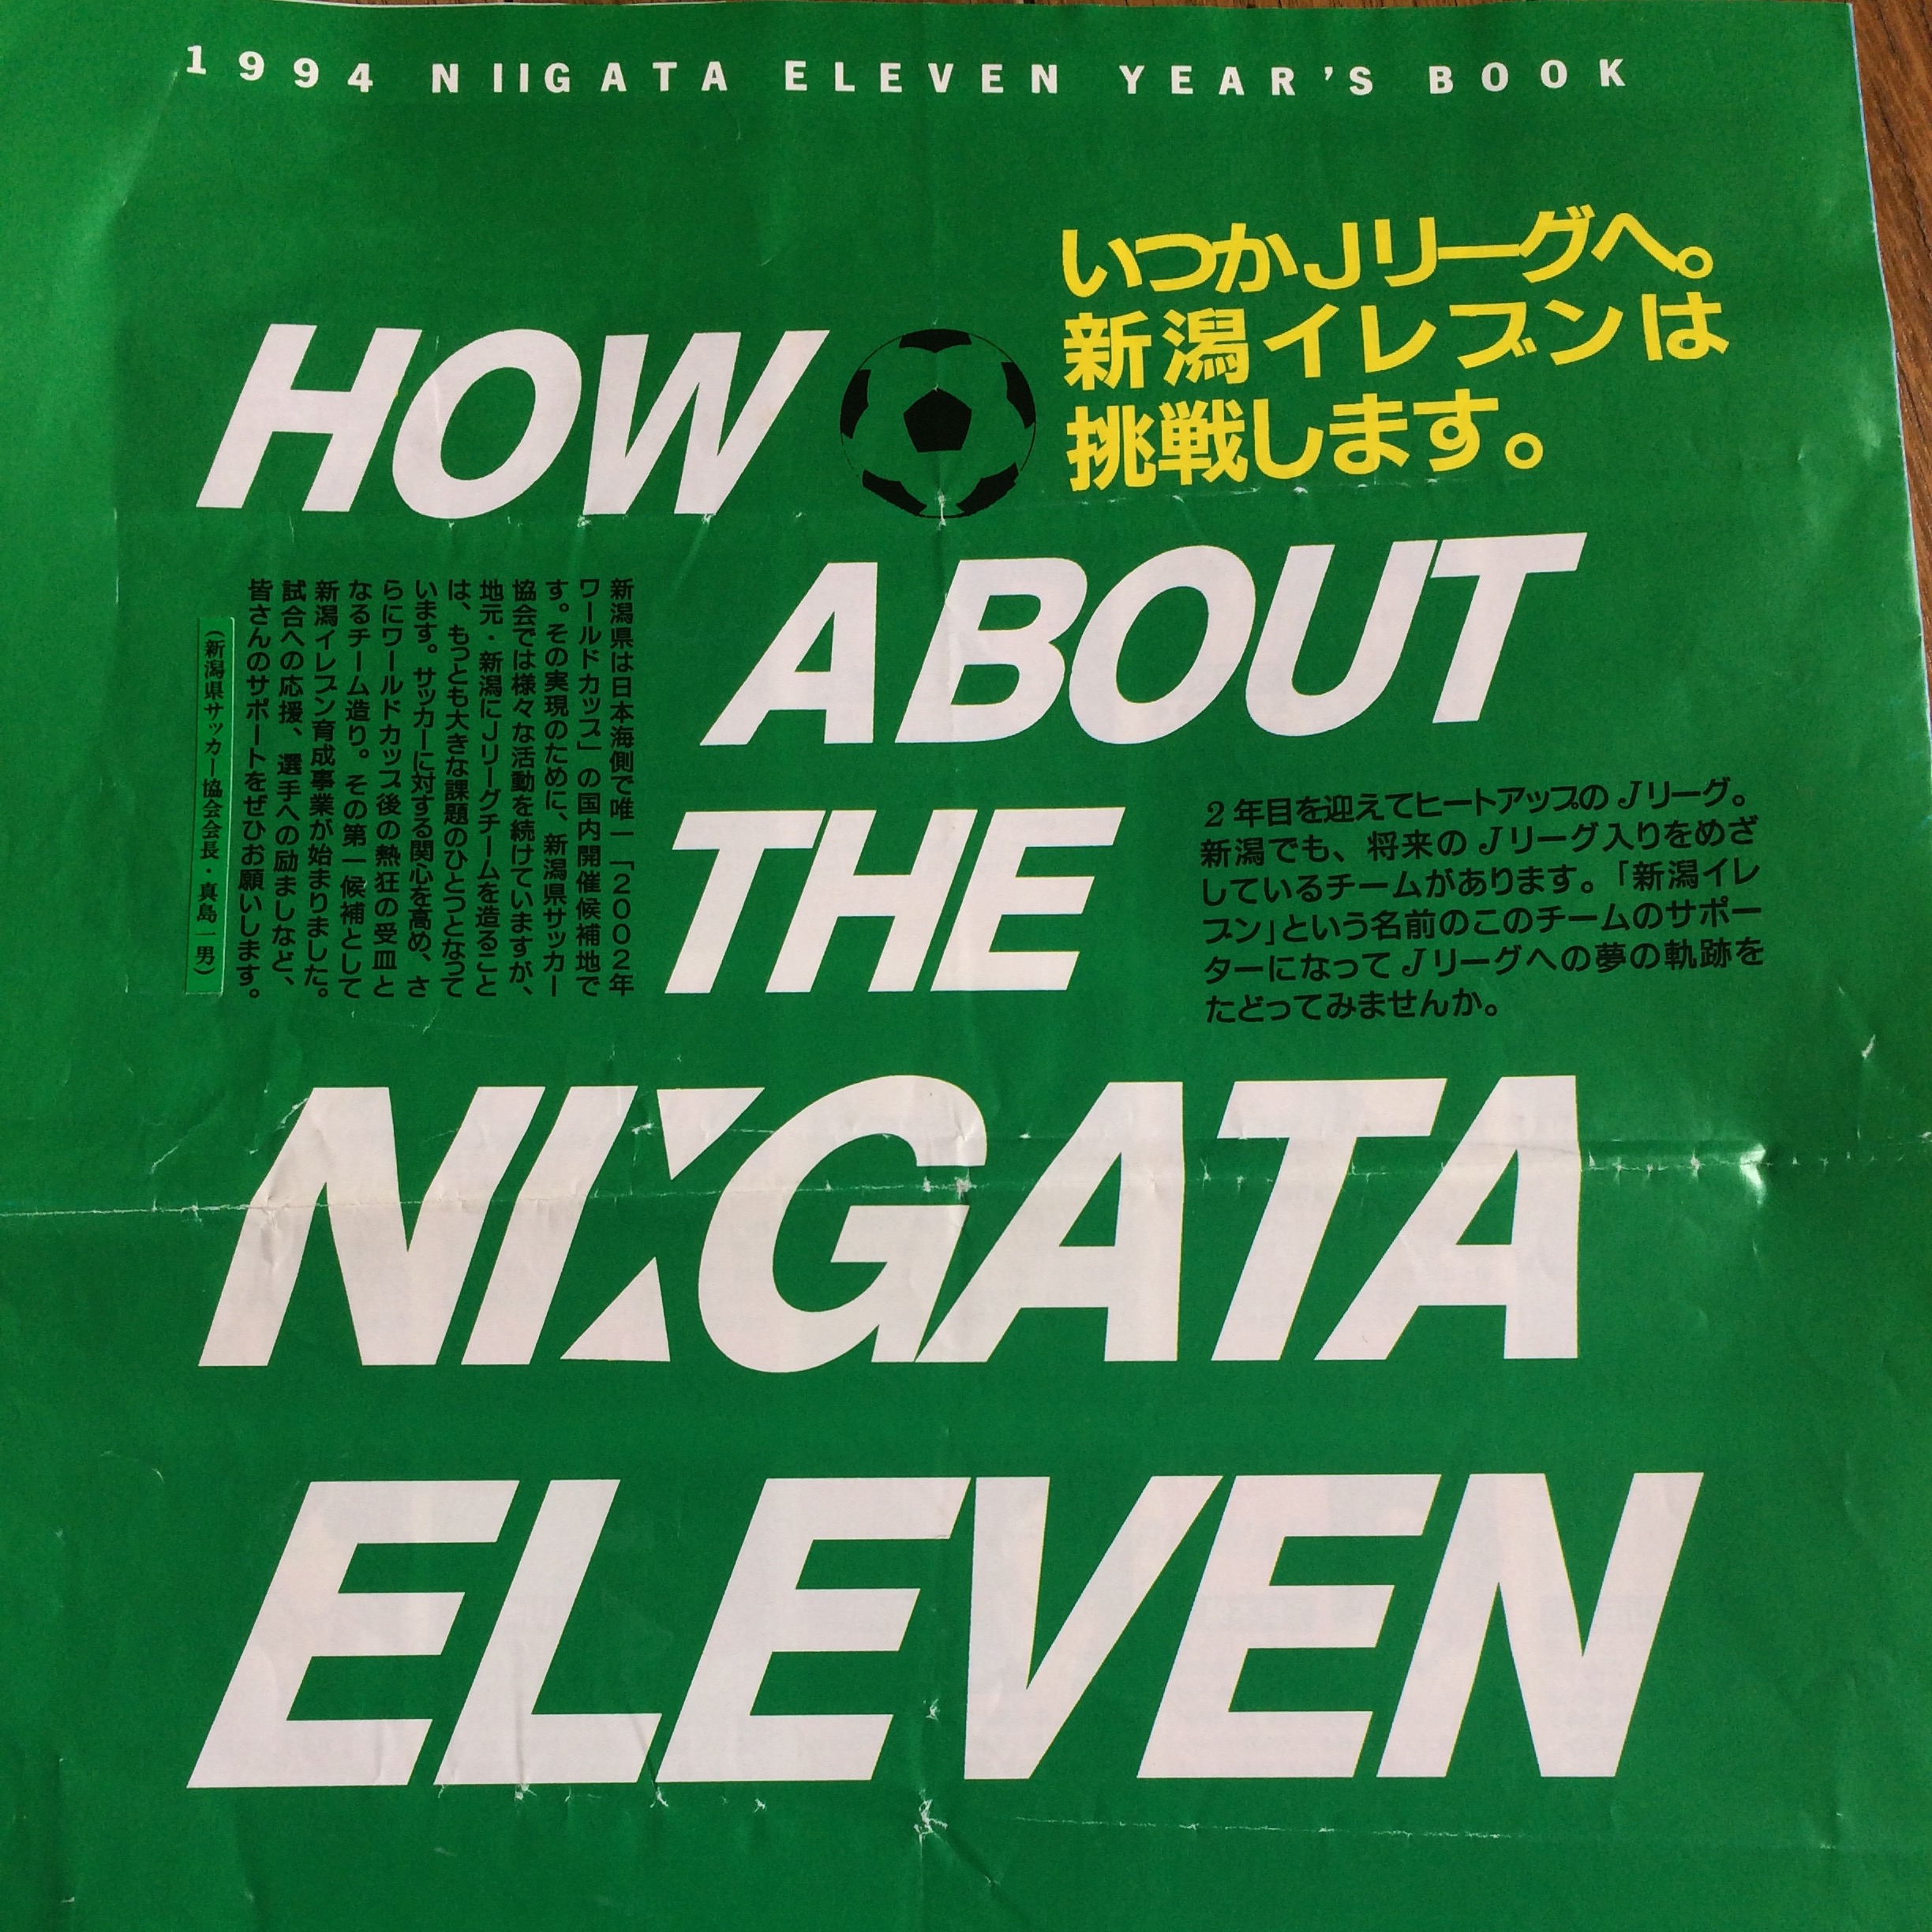 1994 NIIGATA ELEVEN YEAR'S BOOK
いつかJリーグへ。
新潟イレブンは
挑戦します。
HOW
ABOUT
THE
NIIGATA
ELEVEN
新潟県は日本海側で唯一「2002年
ワールドカップ」の国内開催候補地で
す。その実現のために、新潟県サッカー
協会では様々な活動を続けていますが、
地元・新潟にJリーグチームを造ること
は、もっとも大きな課題のひとつとなって
います。サッカーに対する関心を高め、さ
らにワールドカップ後の熱狂の受皿と
なるチーム造り。その第一候補として
新潟イレブン育成事業が始まりました。
試合への応援、選手への励ましなど、
皆さんのサポートをぜひお願いします。
(新潟県サッカー協会会長・真島一男)
2年目を迎えてヒートアップのJリーグ。
新潟でも、将来のJリーグ入りをめざ
しているチームがあります。「新潟イレ
ブン」という名前のこのチームのサポー
ターになってJリーグへの夢の軌跡を
たどってみませんか。